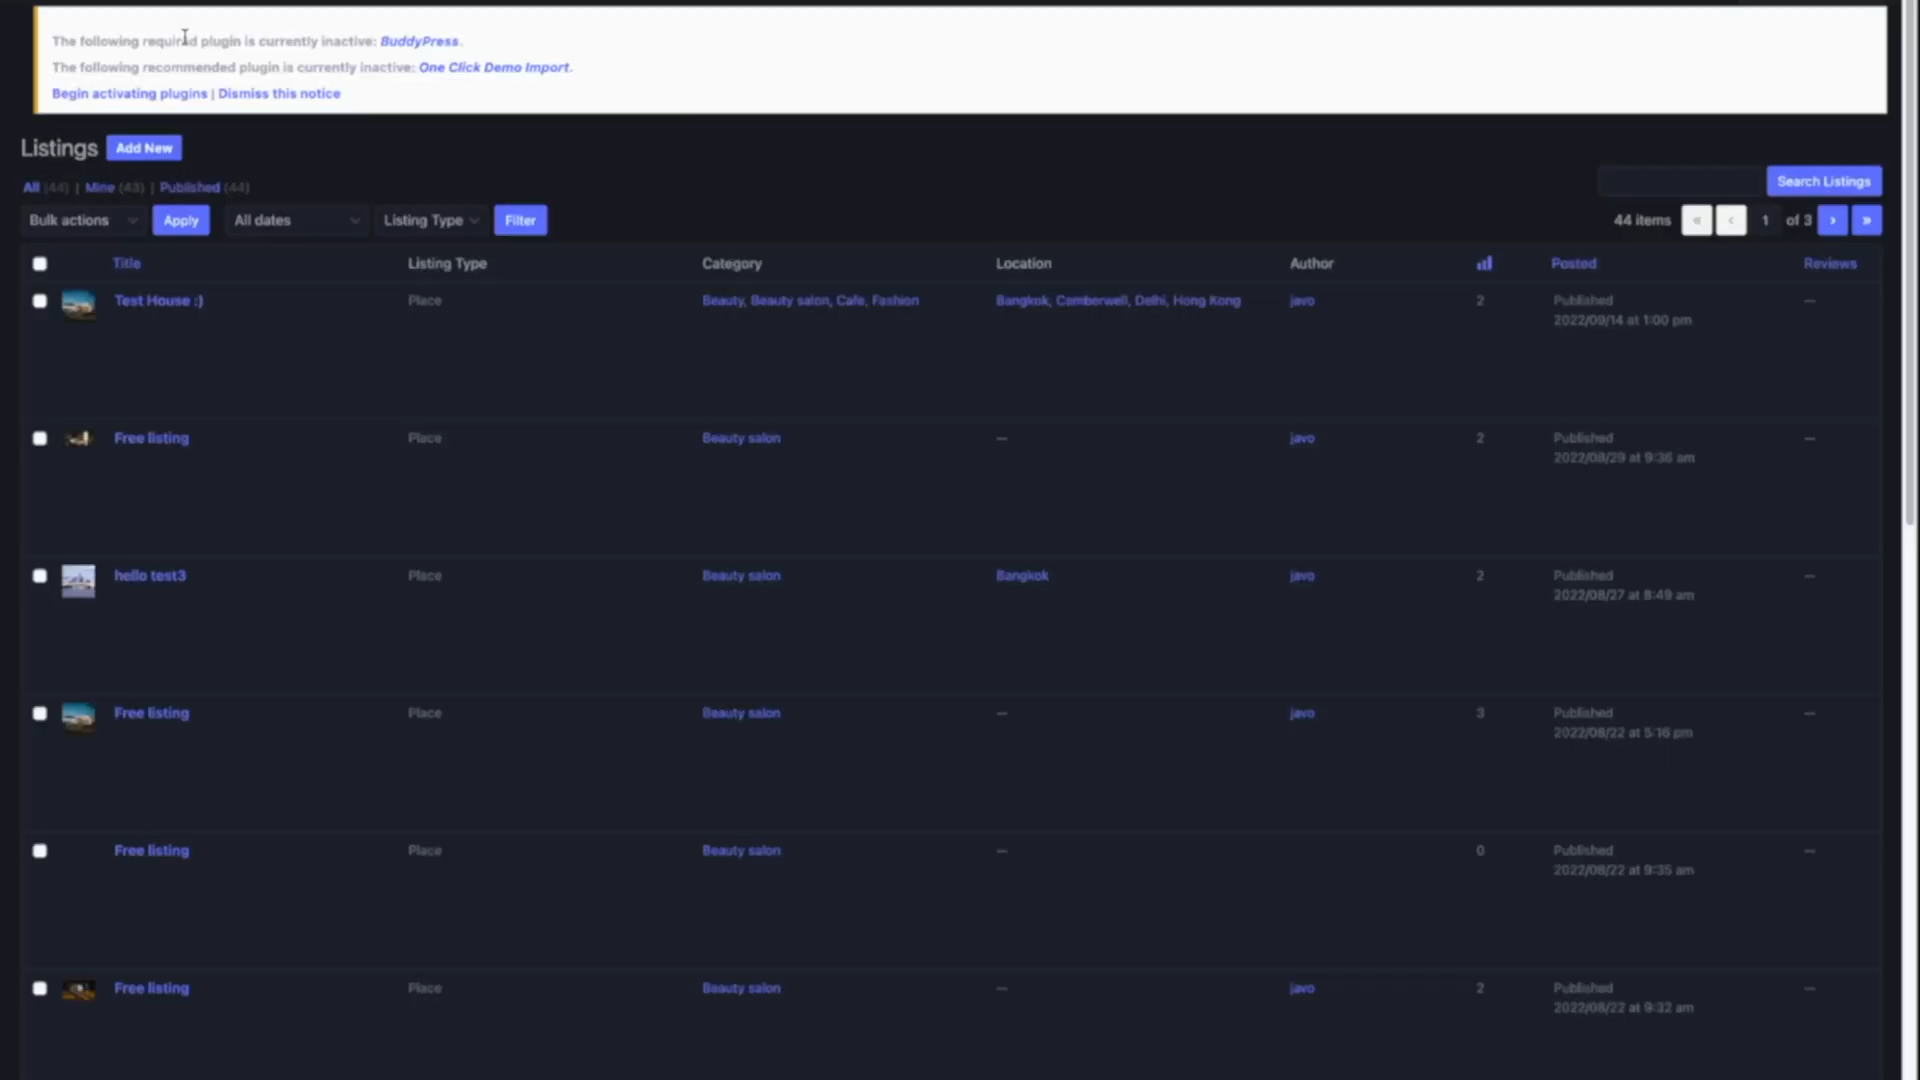 The following required plugin is currently inactive: BuddyPress.
The following recommended plugin is currently inactive: One Click Demo Import.
Begin activating plugins | Dismiss this notice
Listings Add New
All (44) | Mine (43) | Published (44)
Search Listings
Bulk actions Apply All dates Listing Type Filter 44 items « ‹ 1 of 3 › »
Title Listing Type Category Location Author Posted Reviews
Test House :) Place Beauty, Beauty salon, Cafe, Fashion Bangkok, Camberwell, Delhi, Hong Kong javo 2 Published —
2022/09/14 at 1:00 pm
Free listing Place Beauty salon — javo 2 Published —
2022/08/29 at 9:36 am
hello test3 Place Beauty salon Bangkok javo 2 Published —
2022/08/27 at 8:49 am
Free listing Place Beauty salon — javo 3 Published —
2022/08/22 at 5:16 pm
Free listing Place Beauty salon — 0 Published —
2022/08/22 at 9:35 am
Free listing Place Beauty salon — javo 2 Published —
2022/08/22 at 9:32 am